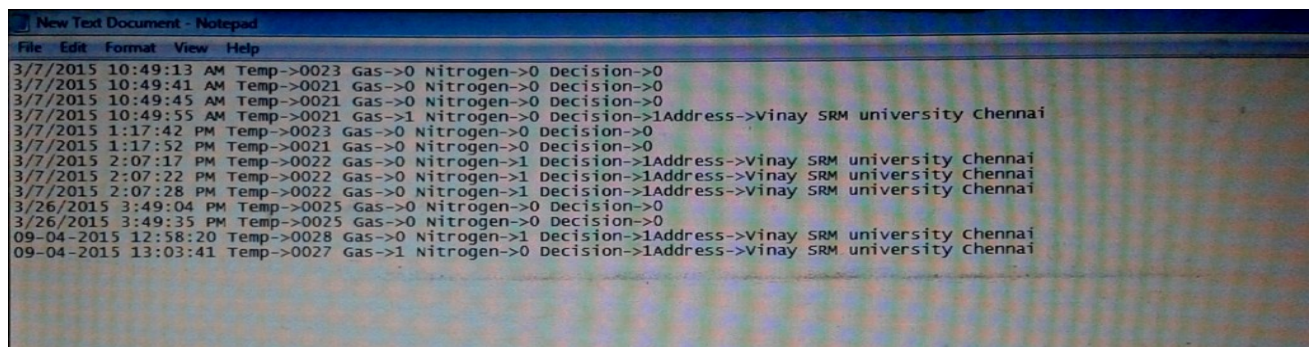 New Text Document - Notepad
File Edit Format View Help
3/7/2015 10:49:13 AM Temp->0023 Gas->0 Nitrogen->0 Decision->0
3/7/2015 10:49:41 AM Temp->0021 Gas->0 Nitrogen->0 Decision->0
3/7/2015 10:49:45 AM Temp->0021 Gas->0 Nitrogen->0 Decision->0
3/7/2015 10:49:55 AM Temp->0021 Gas->1 Nitrogen->0 Decision->1Address->Vinay SRM university Chennai
3/7/2015 1:17:42 PM Temp->0023 Gas->0 Nitrogen->0 Decision->0
3/7/2015 1:17:52 PM Temp->0021 Gas->0 Nitrogen->0 Decision->0
3/7/2015 2:07:17 PM Temp->0022 Gas->0 Nitrogen->1 Decision->1Address->Vinay SRM university Chennai
3/7/2015 2:07:22 PM Temp->0022 Gas->0 Nitrogen->1 Decision->1Address->Vinay SRM university Chennai
3/7/2015 2:07:28 PM Temp->0022 Gas->0 Nitrogen->1 Decision->1Address->Vinay SRM university Chennai
3/26/2015 3:49:04 PM Temp->0025 Gas->0 Nitrogen->0 Decision->0
3/26/2015 3:49:35 PM Temp->0025 Gas->0 Nitrogen->0 Decision->0
09-04-2015 12:58:20 Temp->0028 Gas->0 Nitrogen->1 Decision->1Address->Vinay SRM university Chennai
09-04-2015 13:03:41 Temp->0027 Gas->1 Nitrogen->0 Decision->1Address->Vinay SRM university Chennai